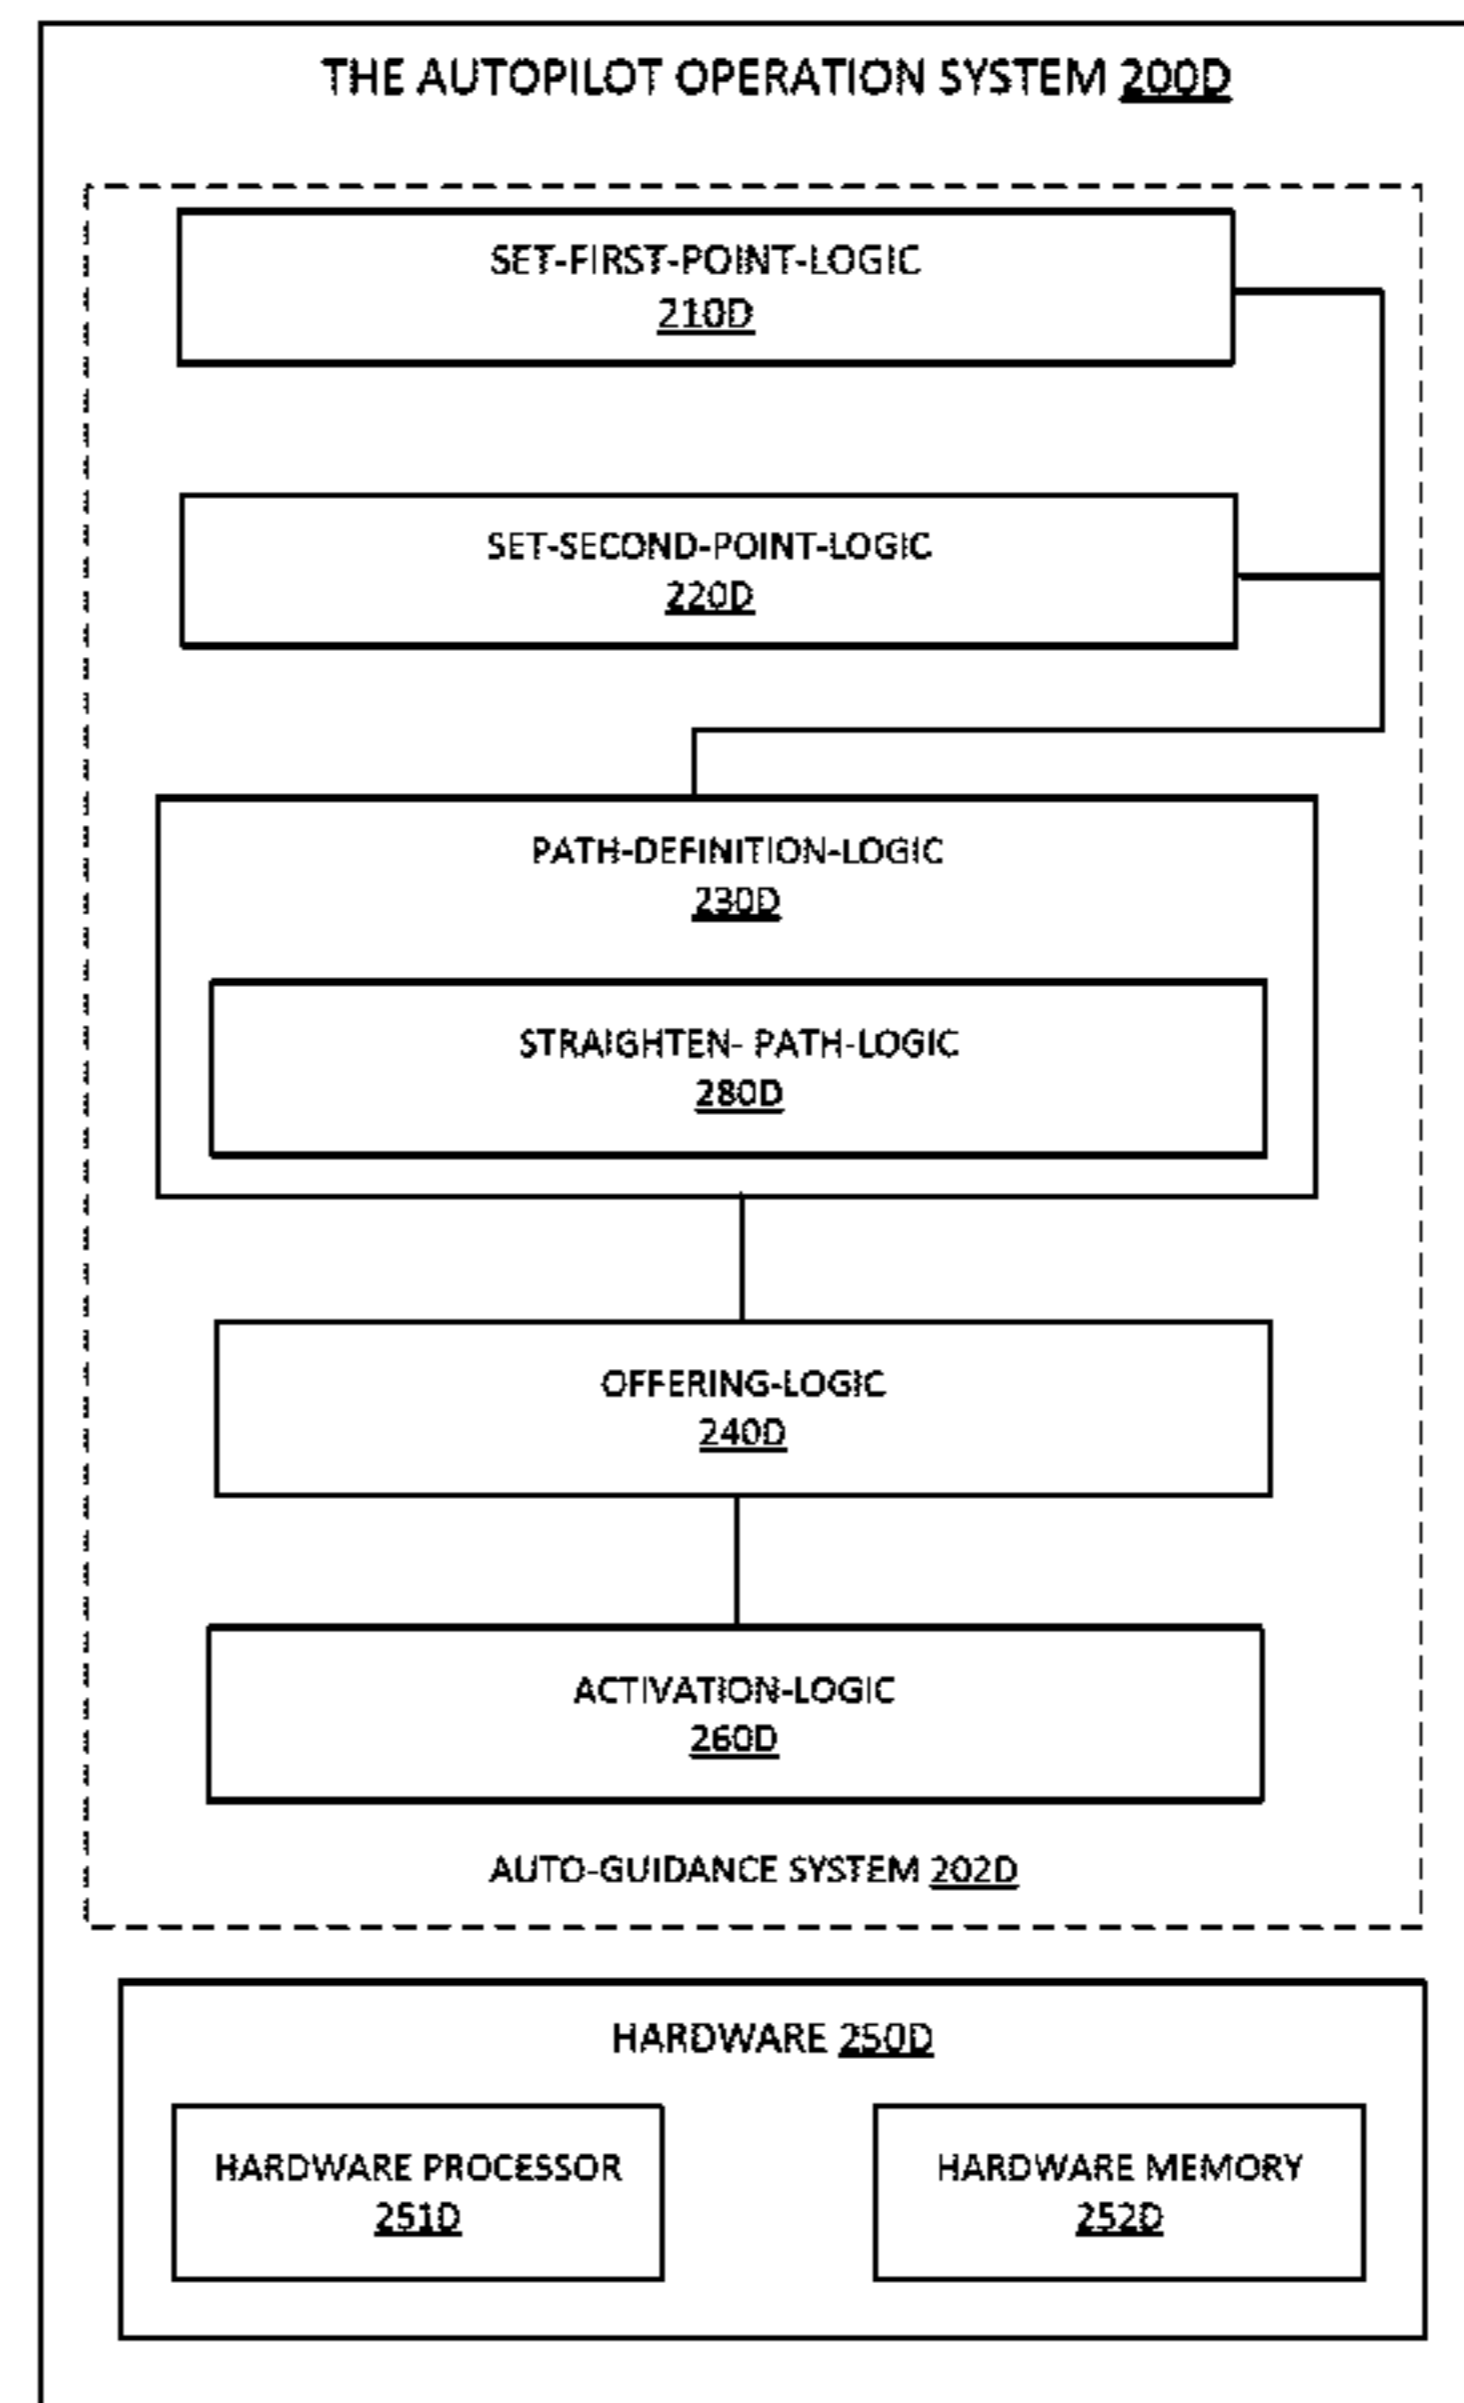 THE AUTOPILOT OPERATION SYSTEM 200D
SET-FIRST-POINT-LOGIC
210D
SET-SECOND-POINT-LOGIC
220D
PATH-DEFINITION-LOGIC
230D
STRAIGHTEN- PATH-LOGIC
280D
OFFERING-LOGIC
240D
ACTIVATION-LOGIC
260D
AUTO-GUIDANCE SYSTEM 202D
HARDWARE 250D
HARDWARE PROCESSOR
251D
HARDWARE MEMORY
252D